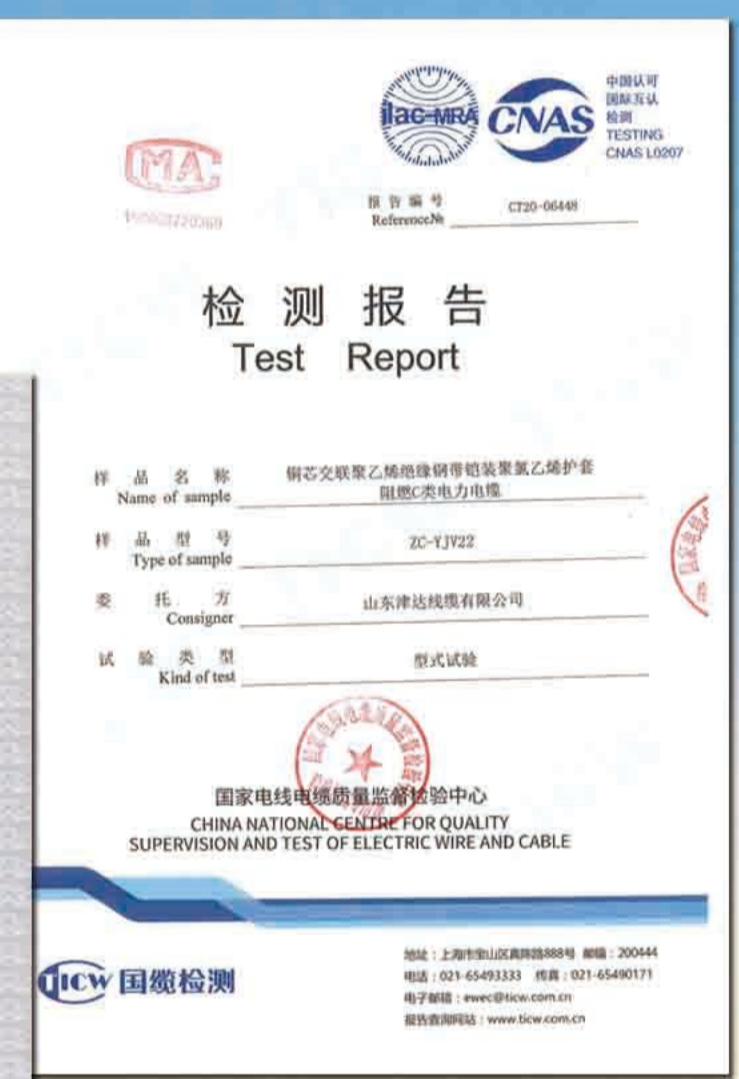 ilac-MRA
CNAS
中国认可
国际互认
检测
TESTING
CNAS L0207
MA
报告编号 CT20-06448
Reference№
检测报告
Test Report
样品名称 铜芯交联聚乙烯绝缘钢带铠装聚氯乙烯护套
Name of sample 阻燃C类电力电缆
样品型号 ZC-YJV22
Type of sample
委托方 山东津达线缆有限公司
Consigner
试验类型 型式试验
Kind of test
国家电线电缆质量监督检验中心
CHINA NATIONAL CENTRE FOR QUALITY
SUPERVISION AND TEST OF ELECTRIC WIRE AND CABLE
TICW 国缆检测
地址:上海市宝山区真陈路888号 邮编:200444
电话:021-65493333 传真:021-65490171
电子邮箱:ewec@ticw.com.cn
报告查询网站:www.ticw.com.cn